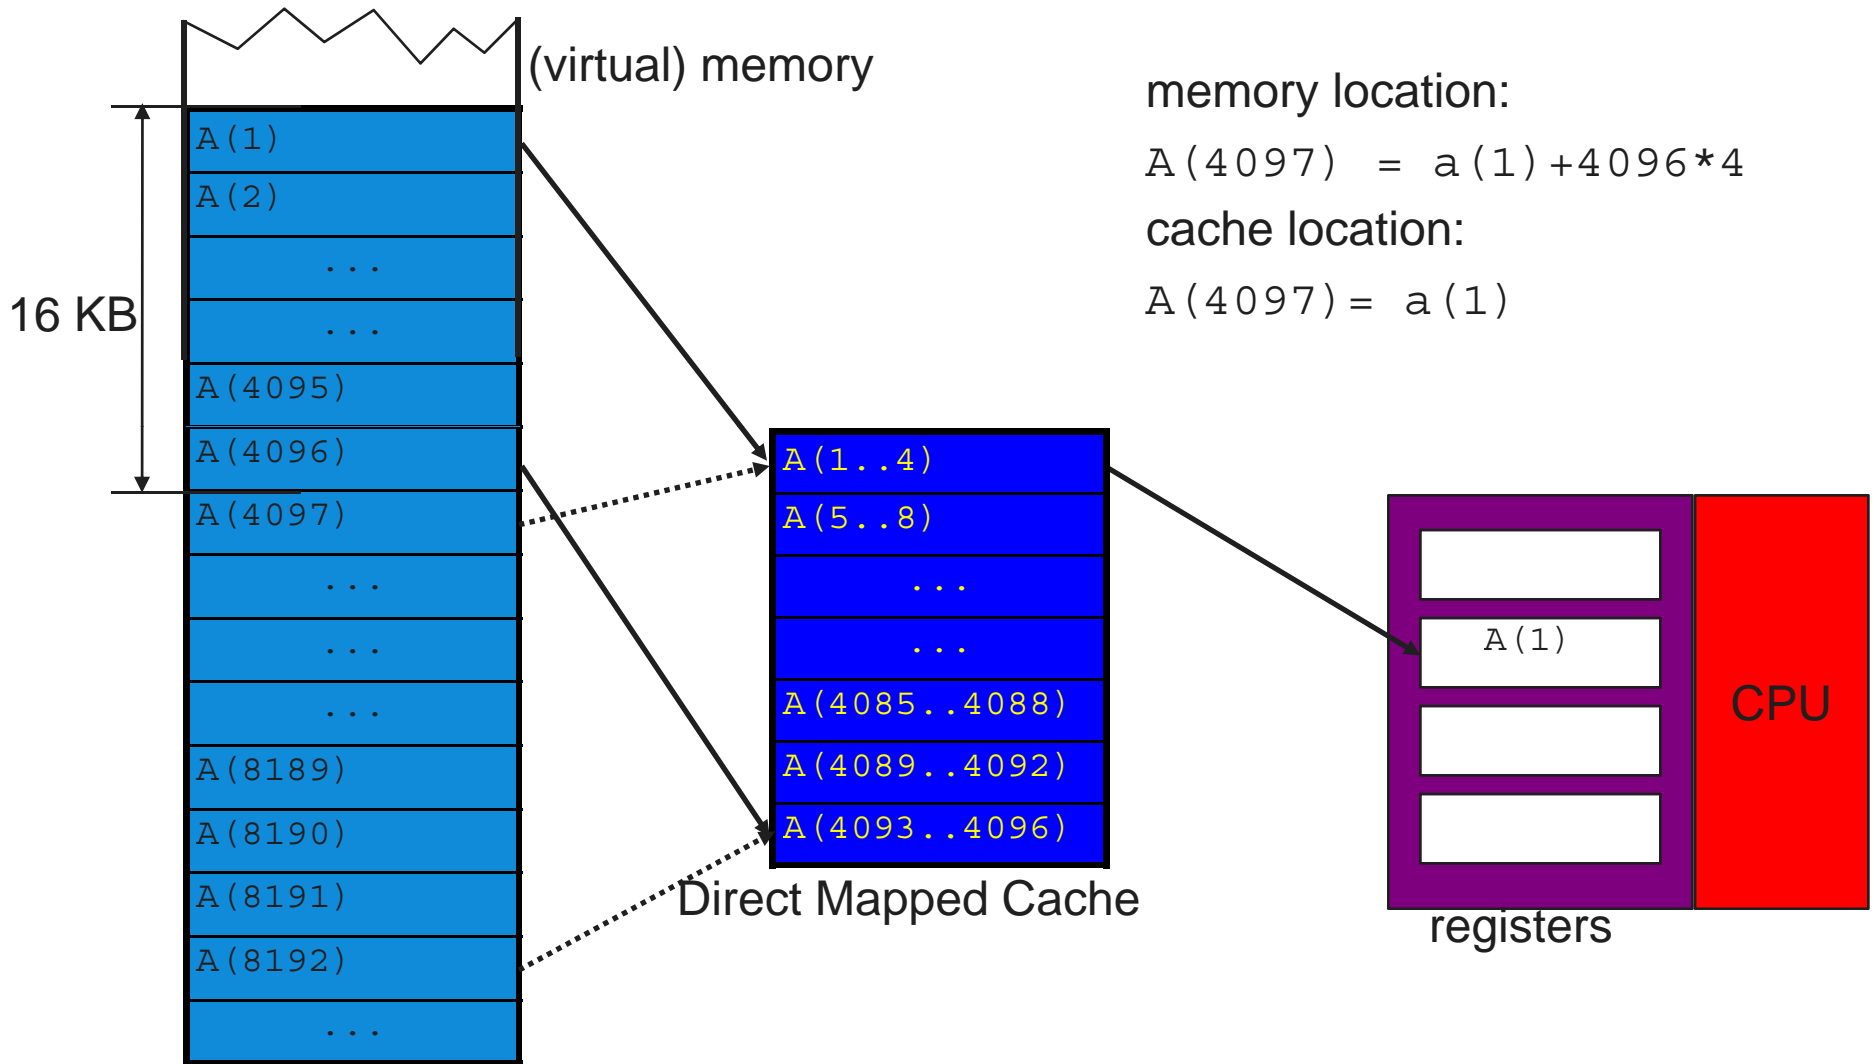 (virtual) memory
16 KB
A(1)
A(2)
...
...
A(4095)
A(4096)
A(4097)
...
...
...
A(8189)
A(8190)
A(8191)
A(8192)
...
A(1..4)
A(5..8)
...
...
A(4085..4088)
A(4089..4092)
A(4093..4096)
Direct Mapped Cache
memory location:
A(4097) = a(1)+4096*4
cache location:
A(4097)= a(1)
A(1)
registers
CPU